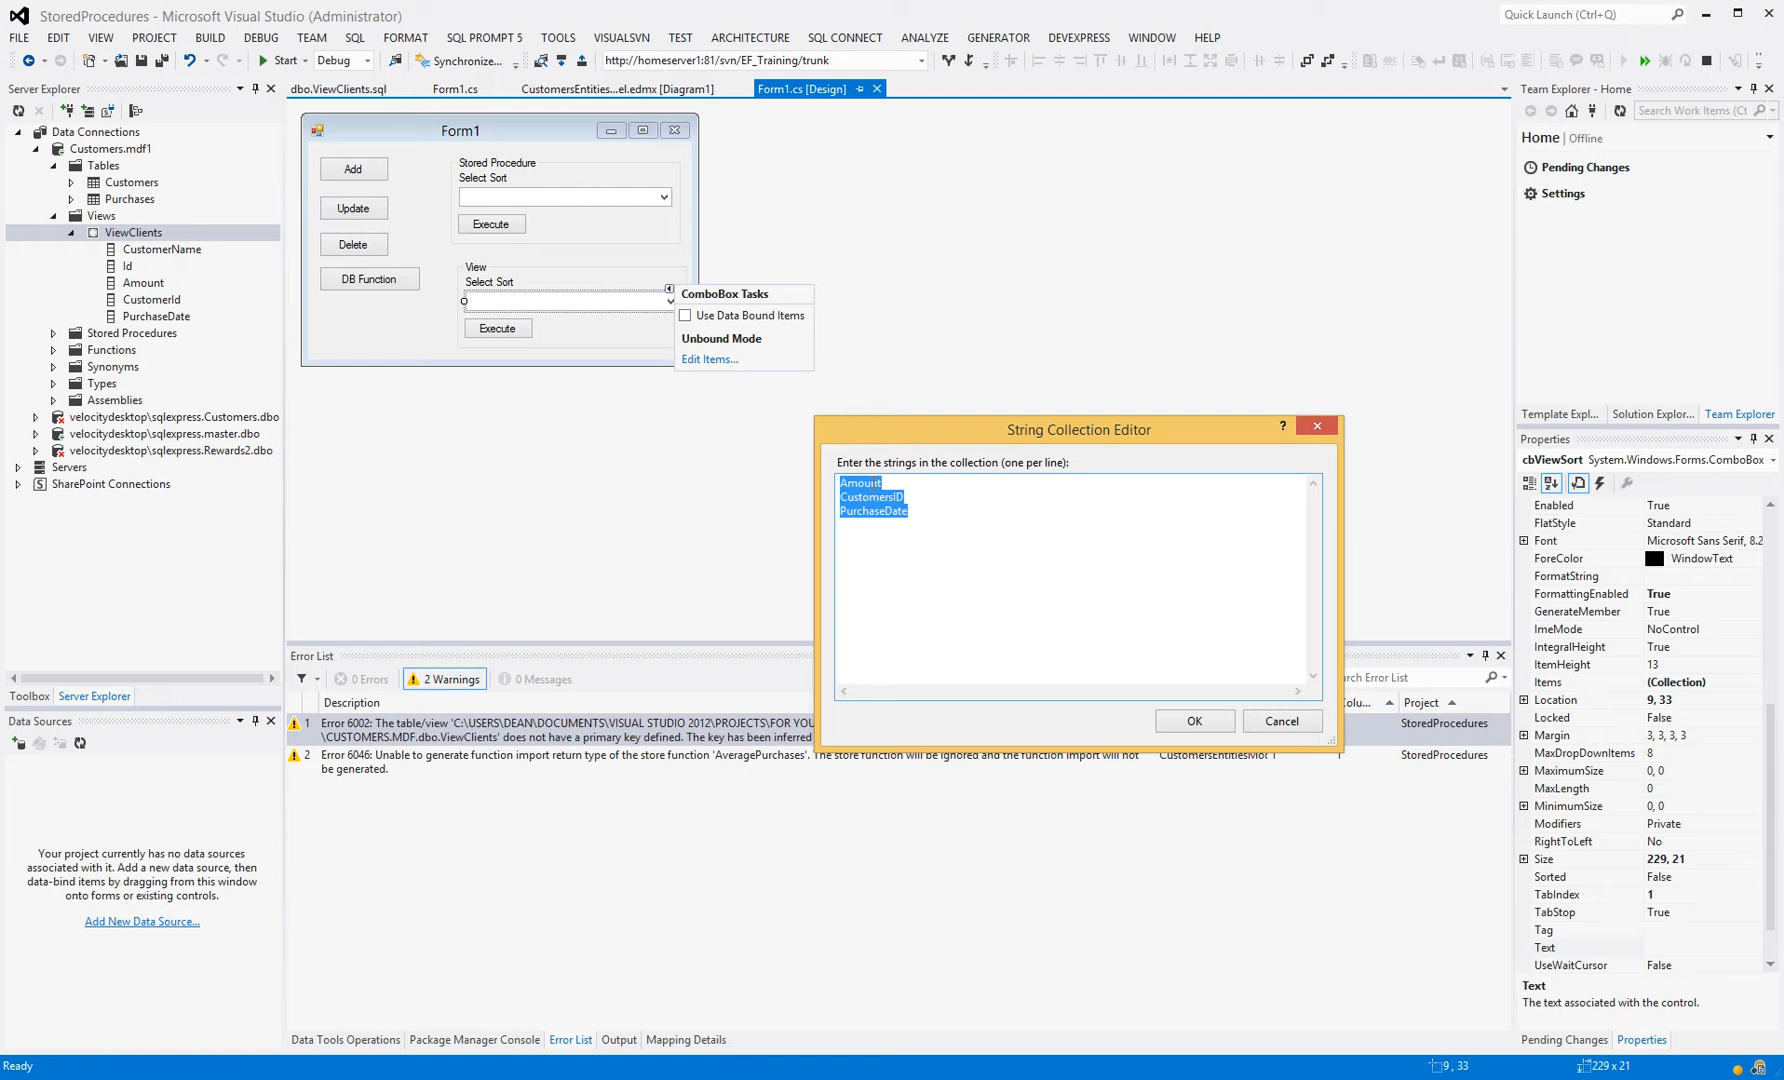 StoredProcedures - Microsoft Visual Studio (Administrator)
Quick Launch (Ctrl+Q)
FILE EDIT VIEW PROJECT BUILD DEBUG TEAM SQL FORMAT SQL PROMPT 5 TOOLS VISUALSVN TEST ARCHITECTURE SQL CONNECT ANALYZE GENERATOR DEVEXPRESS WINDOW HELP
Start Debug Synchronize... http://homeserver1:81/svn/EF_Training/trunk
Server Explorer
dbo.ViewClients.sql Form1.cs CustomersEntities...el.edmx [Diagram1] Form1.cs [Design]
Team Explorer - Home
Search Work Items (Ct
Home | Offline
Pending Changes
Settings
Data Connections
Customers.mdf1
Tables
Customers
Purchases
Views
ViewClients
CustomerName
Id
Amount
CustomerId
PurchaseDate
Stored Procedures
Functions
Synonyms
Types
Assemblies
velocitydesktop\sqlexpress.Customers.dbo
velocitydesktop\sqlexpress.master.dbo
velocitydesktop\sqlexpress.Rewards2.dbo
Servers
SharePoint Connections
Form1
Add
Update
Delete
DB Function
Stored Procedure
Select Sort
Execute
View
Select Sort
Execute
ComboBox Tasks
Use Data Bound Items
Unbound Mode
Edit Items...
String Collection Editor
?
Enter the strings in the collection (one per line):
Amount
CustomersID
PurchaseDate
OK Cancel
Template Expl... Solution Explor... Team Explorer
Properties
cbViewSort System.Windows.Forms.ComboBox
Enabled True
FlatStyle Standard
Font Microsoft Sans Serif, 8.2
ForeColor WindowText
FormatString
FormattingEnabled True
GenerateMember True
ImeMode NoControl
IntegralHeight True
ItemHeight 13
Items (Collection)
Location 9, 33
Locked False
Margin 3, 3, 3, 3
MaxDropDownItems 8
MaximumSize 0, 0
MaxLength 0
MinimumSize 0, 0
Modifiers Private
RightToLeft No
Size 229, 21
Sorted False
TabIndex 1
TabStop True
Tag
Text
UseWaitCursor False
Text
The text associated with the control.
Pending Changes Properties
Toolbox Server Explorer
Data Sources
Your project currently has no data sources
associated with it. Add a new data source, then
data-bind items by dragging from this window
onto forms or existing controls.
Add New Data Source...
Error List
0 Errors 2 Warnings 0 Messages
rch Error List
Description Colu... Project
1 Error 6002: The table/view 'C:\USERS\DEAN\DOCUMENTS\VISUAL STUDIO 2012\PROJECTS\FOR YOU StoredProcedures
\CUSTOMERS.MDF.dbo.ViewClients' does not have a primary key defined. The key has been inferred
2 Error 6046: Unable to generate function import return type of the store function 'AveragePurchases'. The store function will be ignored and the function import will not CustomersEntitiesMod 1 1 StoredProcedures
be generated.
Data Tools Operations Package Manager Console Error List Output Mapping Details
Ready 9 , 33 229 x 21